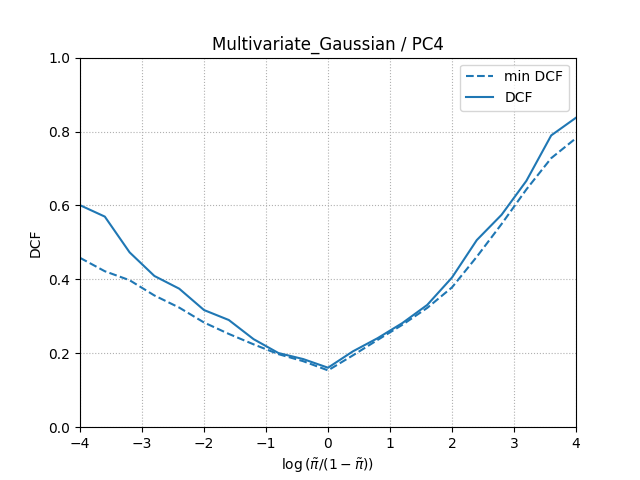 Multivariate_Gaussian / PC4
1.0
0.8
0.6
0.4
0.2
0.0
DCF
min DCF
DCF
−4 −3 −2 −1 0 1 2 3 4
log (π̃/(1 − π̃))